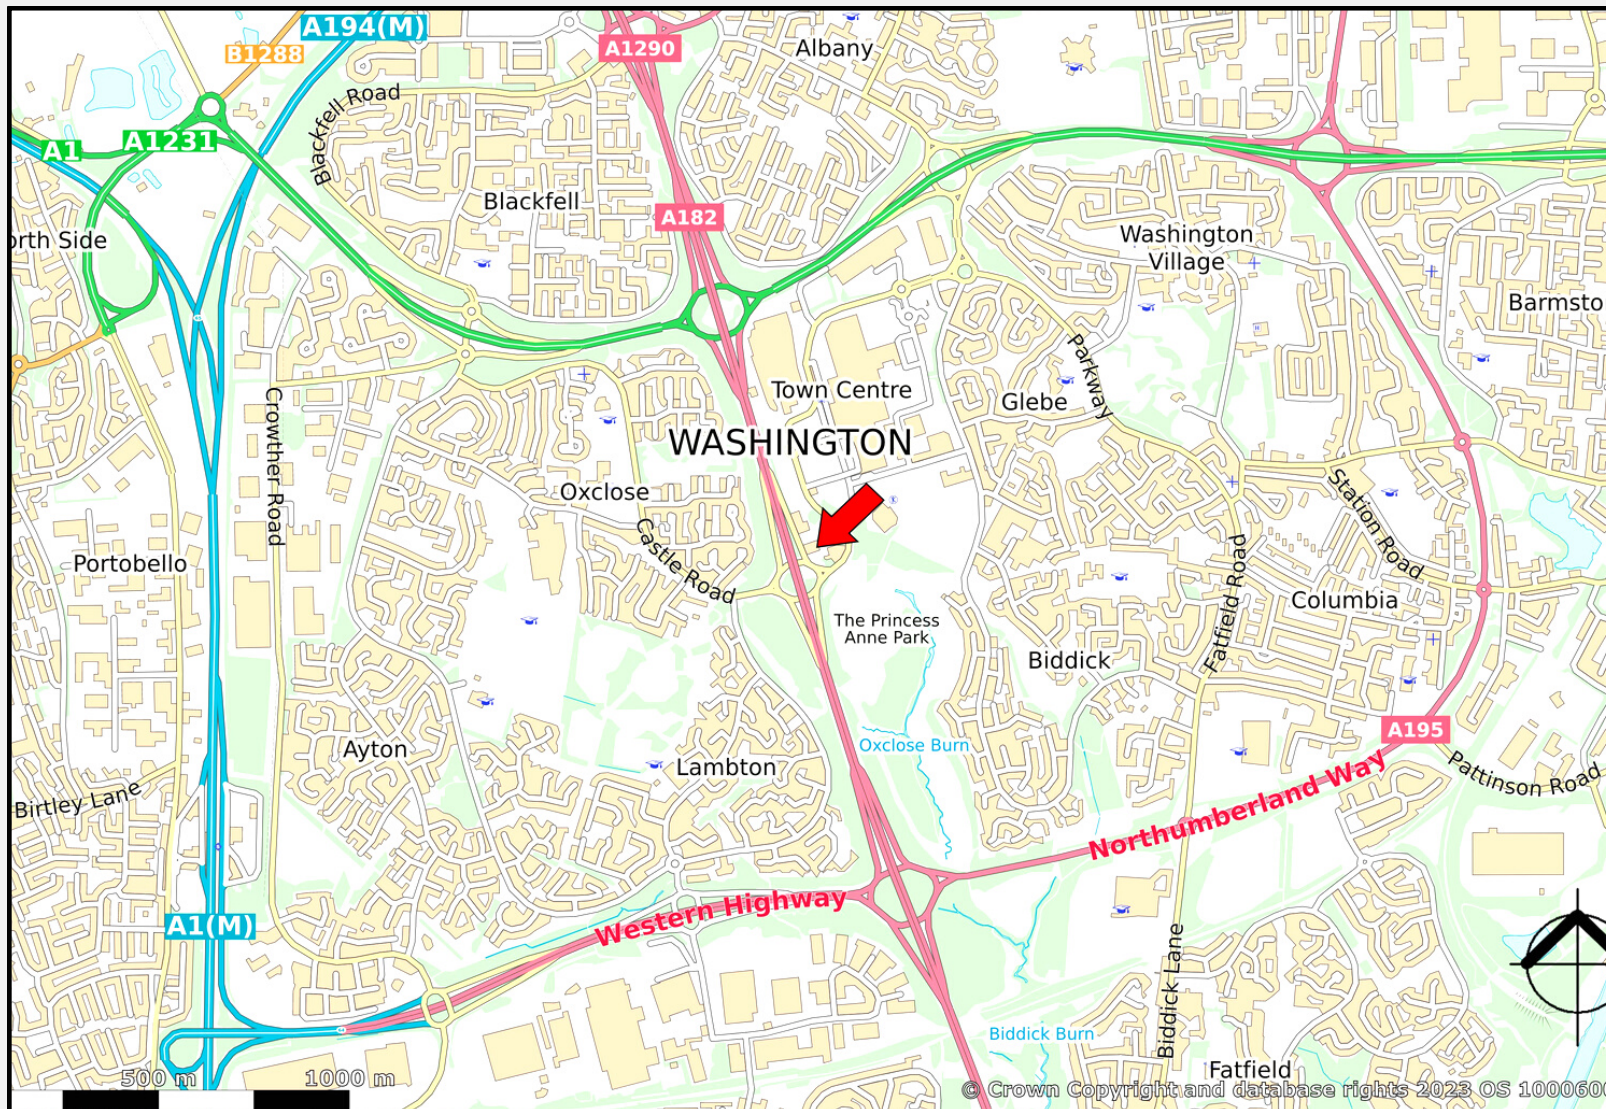 A194(M)
B1288
A1290
Albany
Blackfell Road
A1
A1231
Blackfell
A182
orth Side
Washington
Village
Barmsto
Parkway
Town Centre
Glebe
Crowther Road
WASHINGTON
Oxclose
Station Road
Castle Road
Portobello
Fatfield Road
Columbia
The Princess
Anne Park
Biddick
A195
Oxclose Burn
Ayton
Lambton
Pattinson Road
Birtley Lane
Northumberland Way
Western Highway
A1(M)
Biddick Lane
Biddick Burn
Fatfield
500 m
1000 m
© Crown Copyright and database rights 2023 OS 1000600